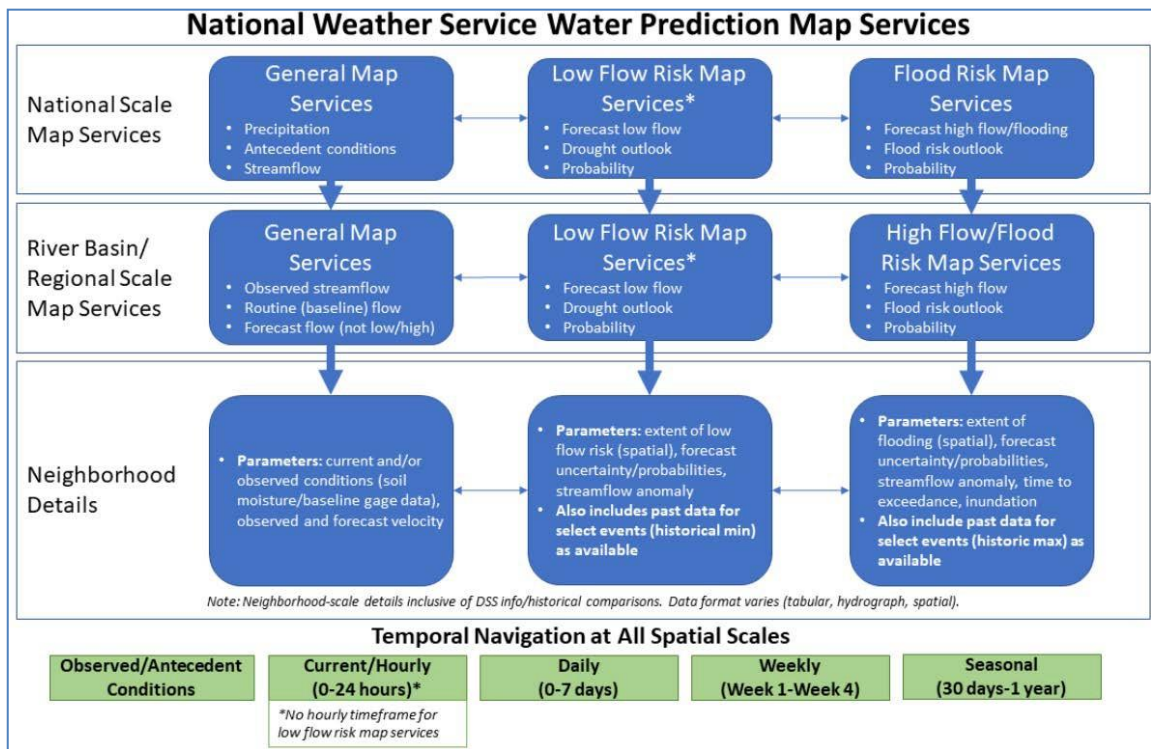 National Weather Service Water Prediction Map Services
National Scale
Map Services
General Map
Services
• Precipitation
• Antecedent conditions
• Streamflow
Low Flow Risk Map
Services*
• Forecast low flow
• Drought outlook
• Probability
Flood Risk Map
Services
• Forecast high flow/flooding
• Flood risk outlook
• Probability
River Basin/
Regional Scale
Map Services
General Map
Services
• Observed streamflow
• Routine (baseline) flow
• Forecast flow (not low/high)
Low Flow Risk Map
Services*
• Forecast low flow
• Drought outlook
• Probability
High Flow/Flood
Risk Map Services
• Forecast high flow
• Flood risk outlook
• Probability
Neighborhood
Details
• Parameters: current and/or
observed conditions (soil
moisture/baseline gage data),
observed and forecast velocity
• Parameters: extent of low
flow risk (spatial), forecast
uncertainty/probabilities,
streamflow anomaly
• Also includes past data for
select events (historical min)
as available
• Parameters: extent of
flooding (spatial), forecast
uncertainty/probabilities,
streamflow anomaly, time to
exceedance, inundation
• Also include past data for
select events (historic max) as
available
Note: Neighborhood-scale details inclusive of DSS info/historical comparisons. Data format varies (tabular, hydrograph, spatial).
Temporal Navigation at All Spatial Scales
Observed/Antecedent
Conditions
Current/Hourly
(0-24 hours)*
*No hourly timeframe for
low flow risk map services
Daily
(0-7 days)
Weekly
(Week 1-Week 4)
Seasonal
(30 days-1 year)